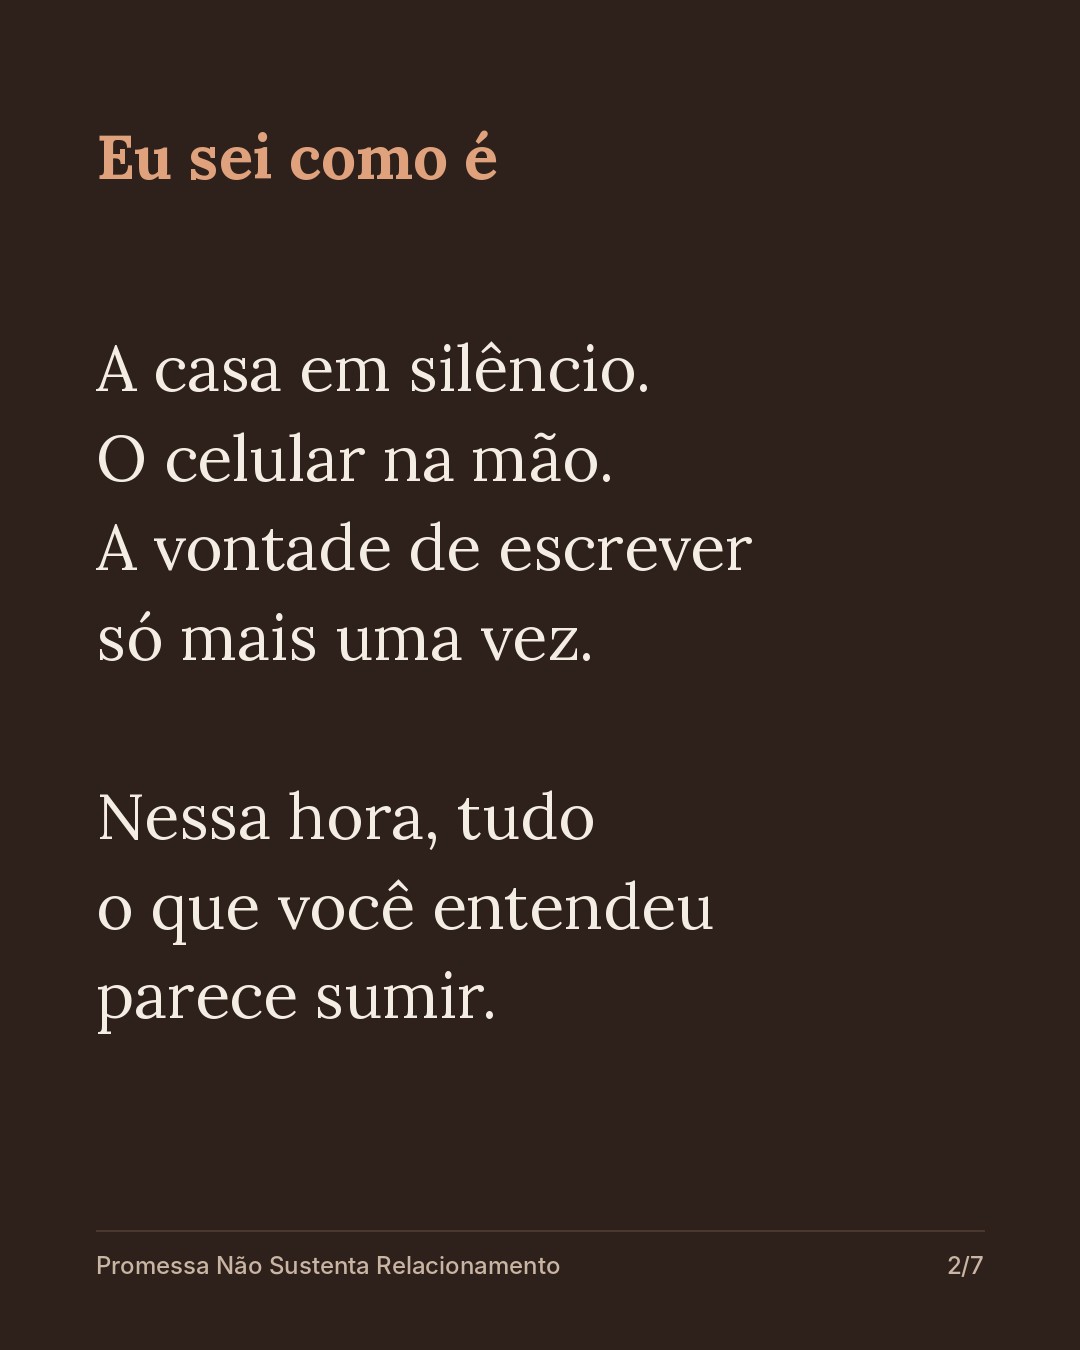 Eu sei como é
A casa em silêncio.
O celular na mão.
A vontade de escrever
só mais uma vez.
Nessa hora, tudo
o que você entendeu
parece sumir.
Promessa Não Sustenta Relacionamento
2/7